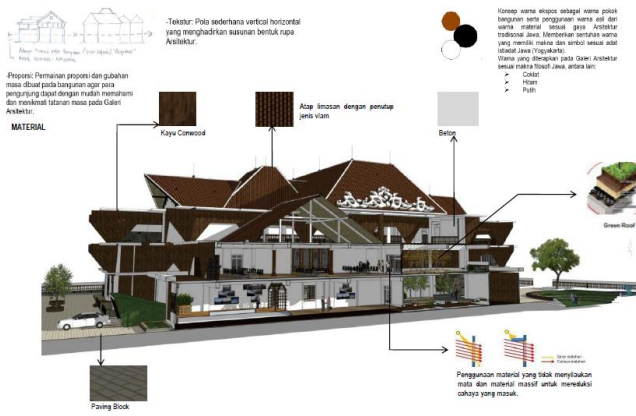 -Tekstur: Pola sederhana vertical horizontal
yang menghadirkan susunan bentuk rupa
Arsitektur.
Konsep warna ekspos sebagai warna pokok
bangunan serta penggunaan warna asli dari
warna material sesuai gaya Arsitektur
tradisional Jawa. Memberikan sentuhan warna
yang memiliki makna dan simbol sesuai adat
istiadat Jawa (Yogyakarta).
Warna yang diterapkan pada Galeri Arsitektur
sesuai makna filosofi Jawa, antara lain:
➢ Coklat
➢ Hitam
➢ Putih
-Proporsi: Permainan proporsi dan gubahan
masa dibuat pada bangunan agar para
pengunjung dapat dengan mudah memahami
dan menikmati tatanan masa pada Galeri
Arsitektur.
MATERIAL
Kayu Conwood
Atap limasan dengan penutup
jenis vlam
Beton
Green Roof
Paving Block
Penggunaan material yang tidak menyilaukan
mata dan material massif untuk mereduksi
cahaya yang masuk.